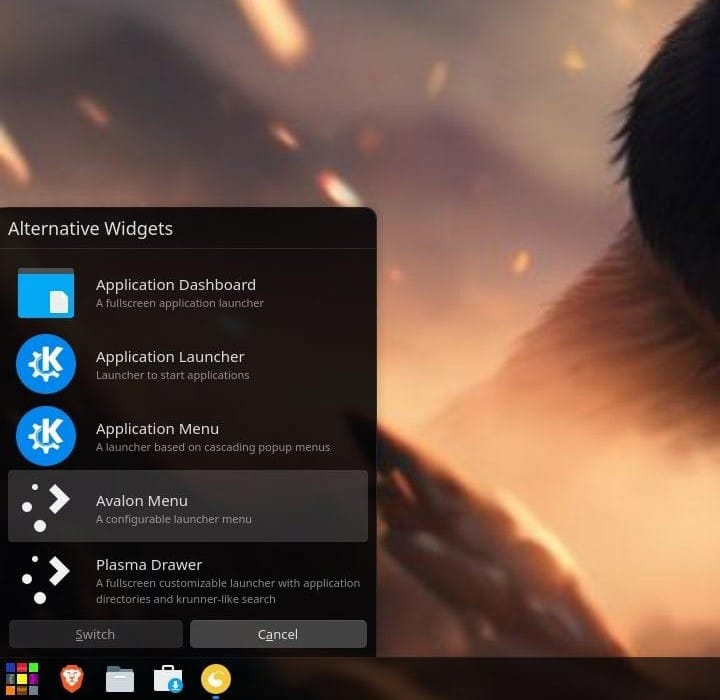 Alternative Widgets
Application Dashboard
A fullscreen application launcher
Application Launcher
Launcher to start applications
Application Menu
A launcher based on cascading popup menus
Avalon Menu
A configurable launcher menu
Plasma Drawer
A fullscreen customizable launcher with application
directories and krunner-like search
Switch
Cancel